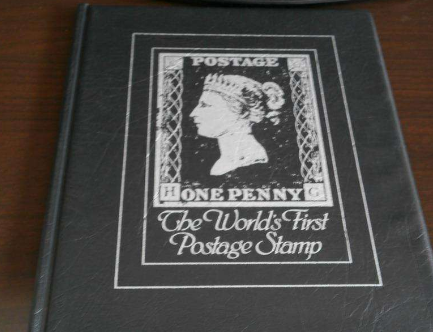 POSTAGE
H ONE PENNY G
The World's First
Postage Stamp